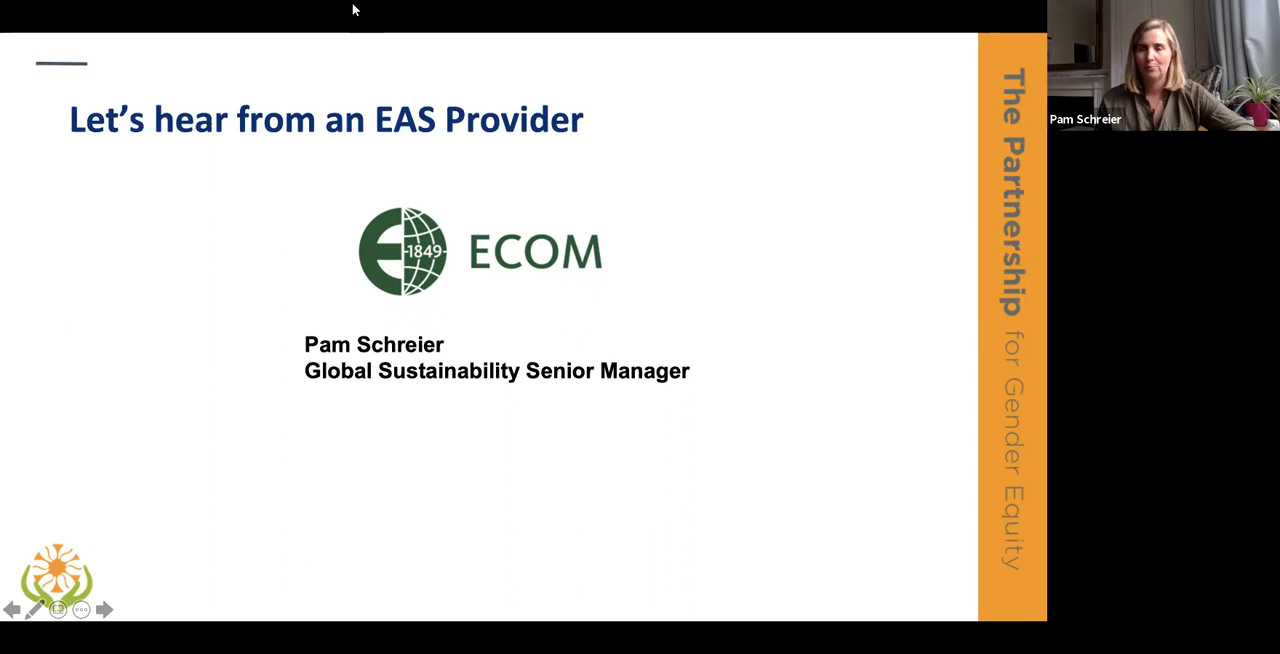 Let's hear from an EAS Provider
1849
ECOM
Pam Schreier
Global Sustainability Senior Manager
The Partnership for Gender Equity
Pam Schreier